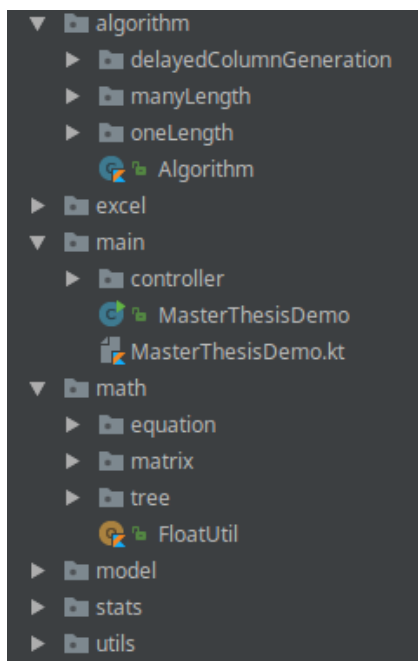 algorithm
delayedColumnGeneration
manyLength
oneLength
Algorithm
excel
main
controller
MasterThesisDemo
MasterThesisDemo.kt
math
equation
matrix
tree
FloatUtil
model
stats
utils